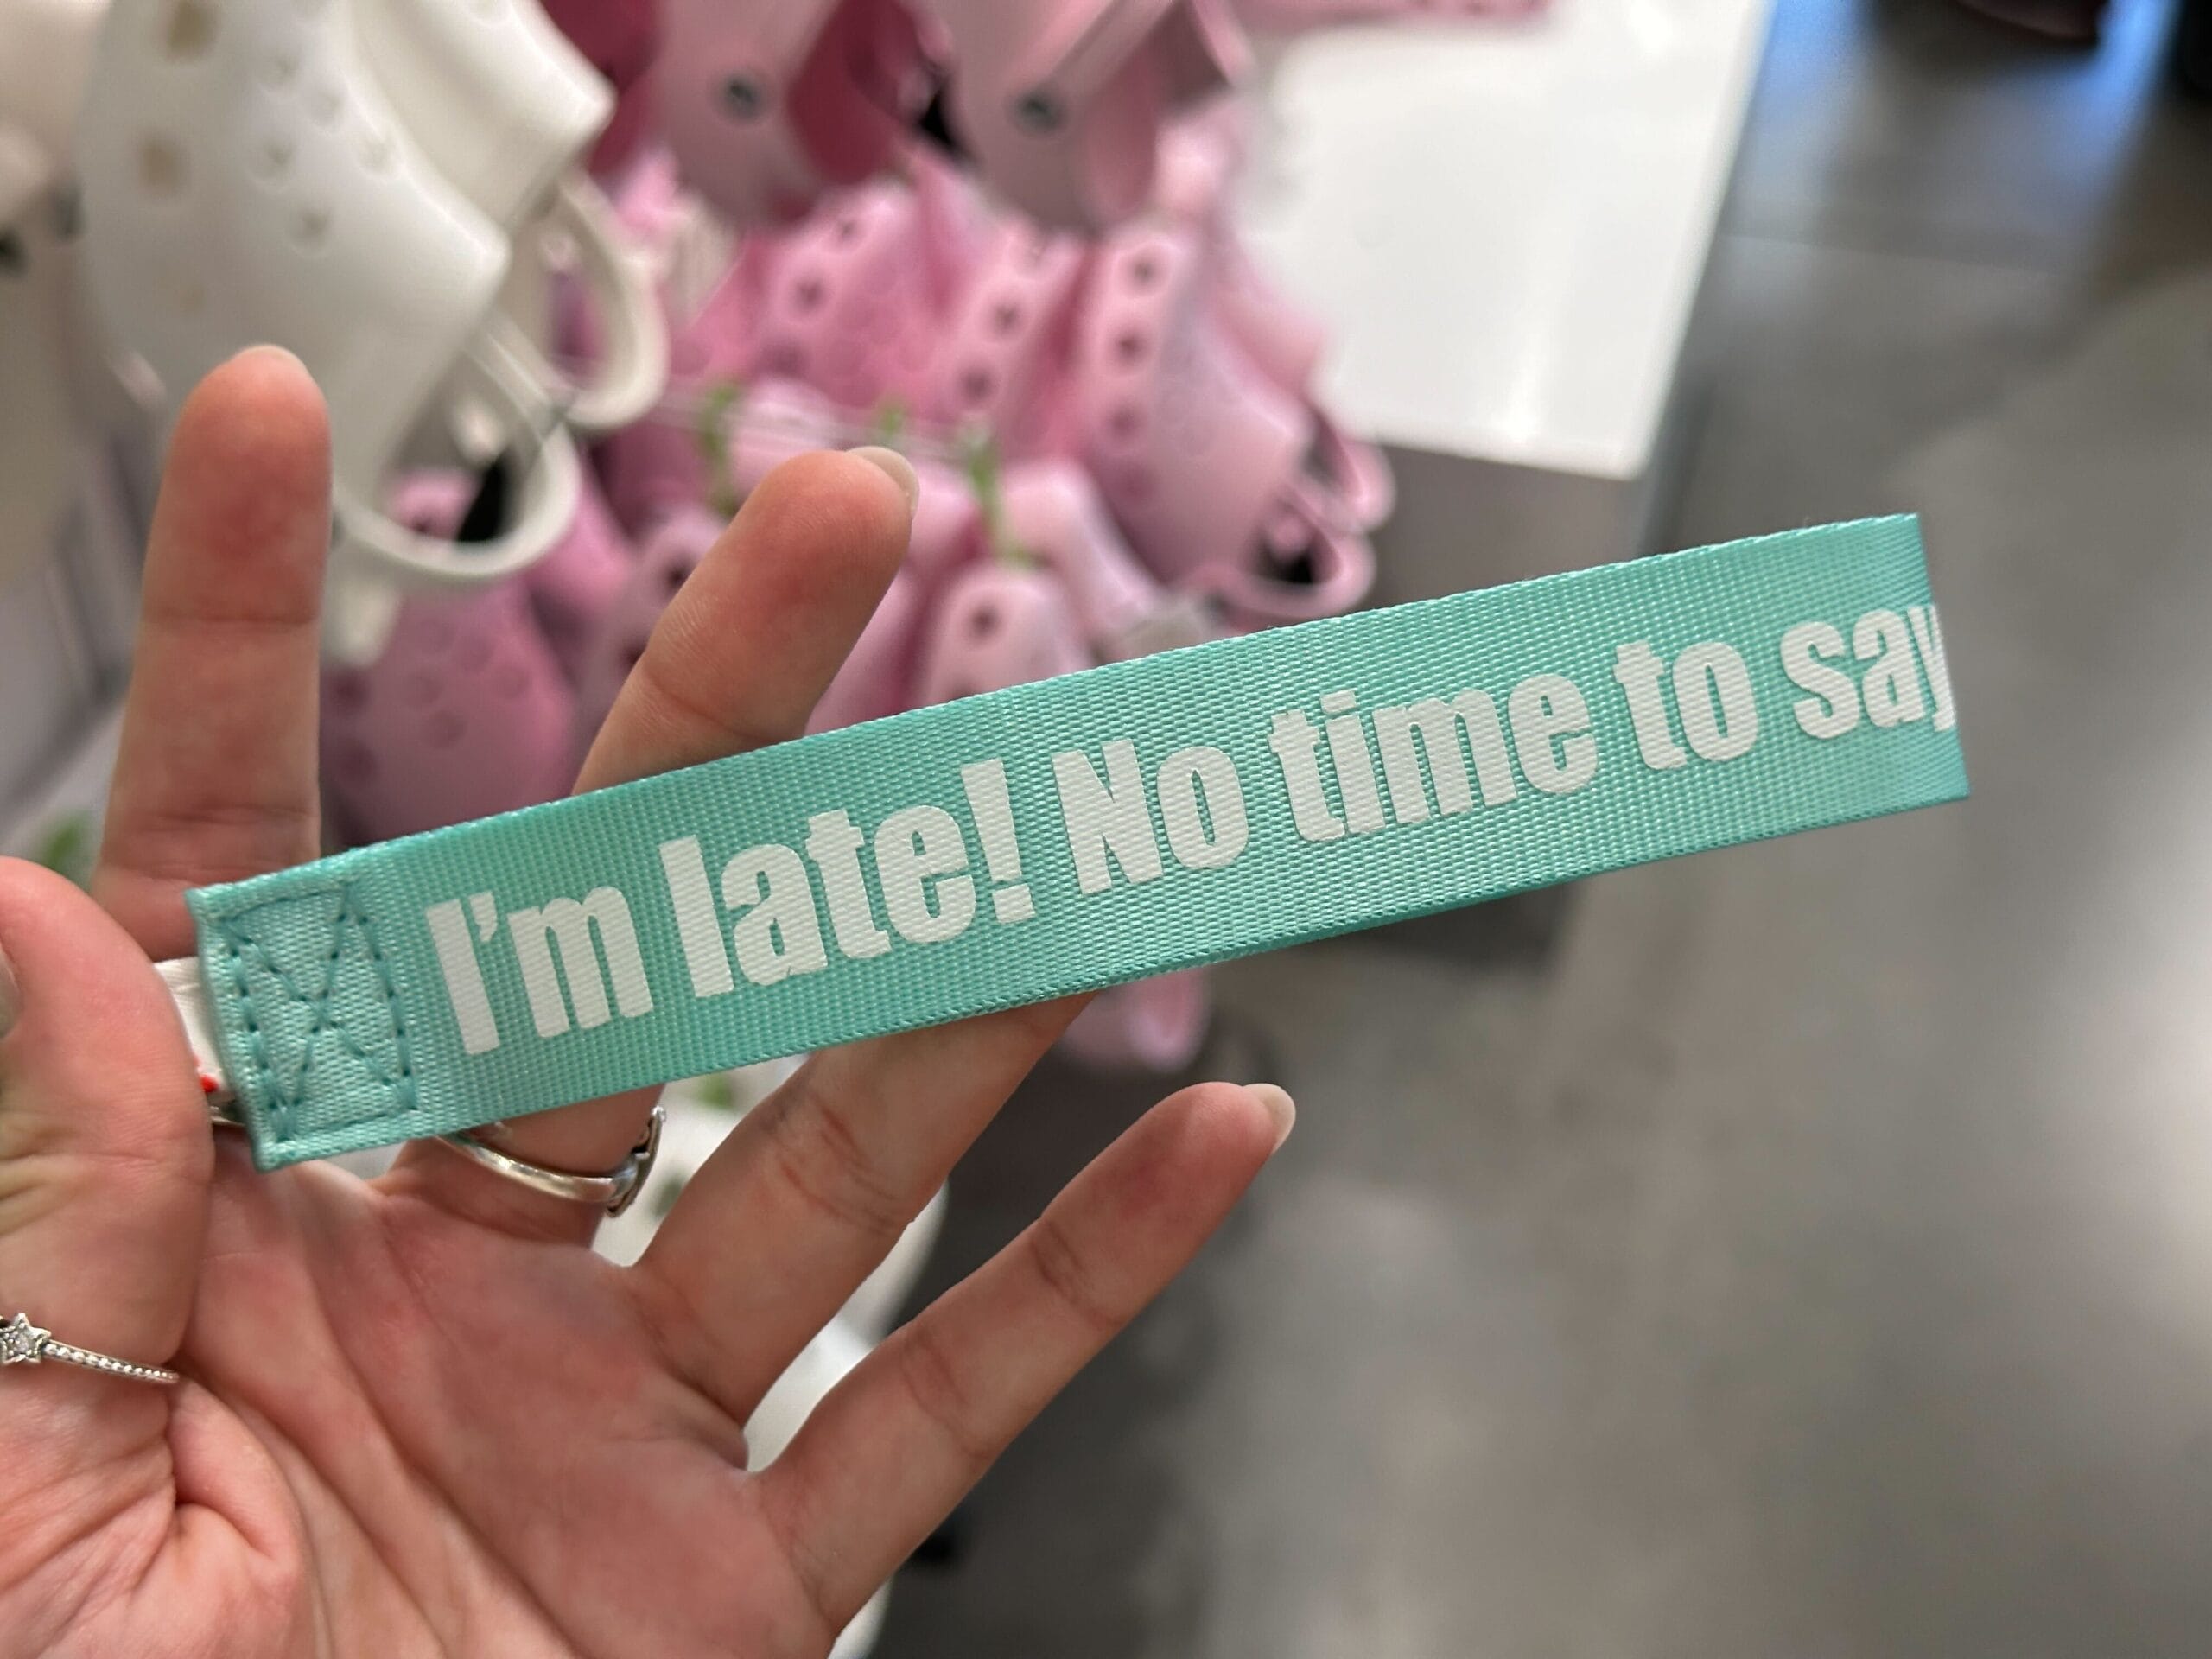 I'm late! No time to say